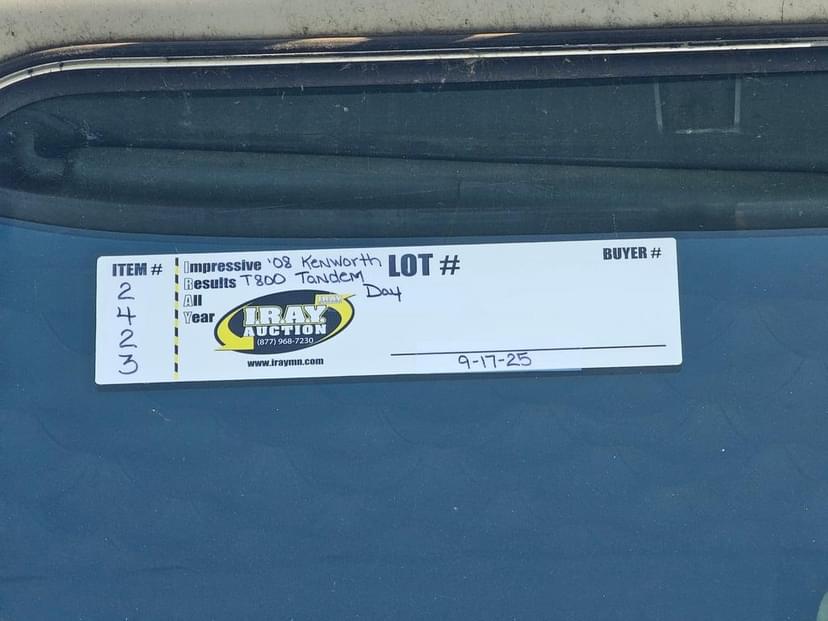 ITEM #
2
4
2
3
Impressive '08 Kenworth
Results T800 Tandem
All Day
Year
I.R.A.Y.
AUCTION
(877) 968-7230
www.iraymn.com
LOT #
BUYER #
9-17-25